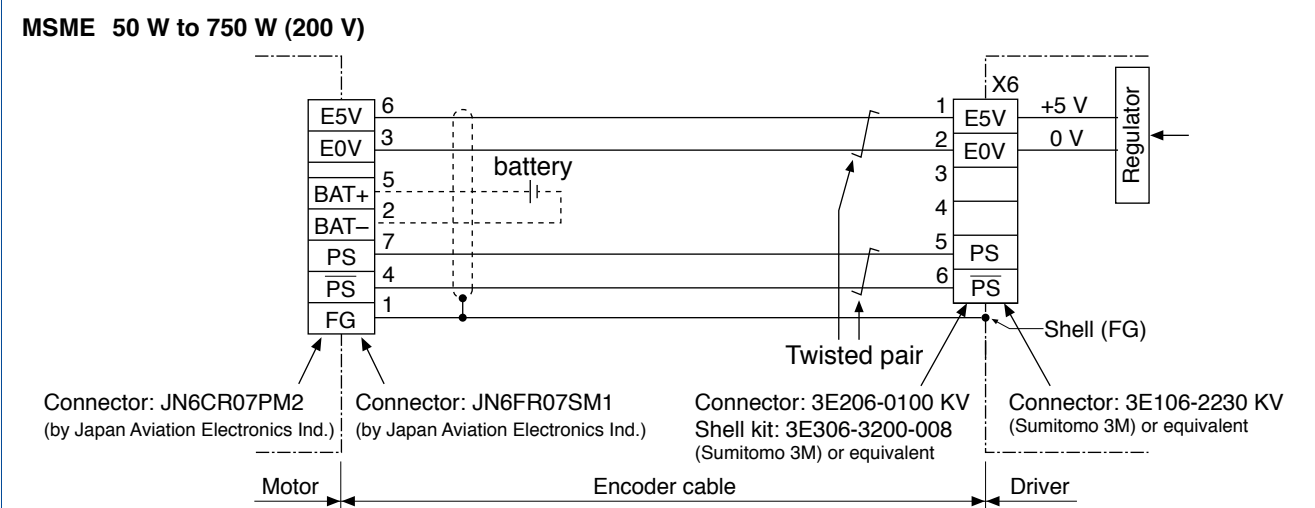 MSME 50 W to 750 W (200 V)
X6
E5V 6 1 E5V +5 V
E0V 3 2 E0V 0 V
Regulator
battery
3
BAT+ 5
4
BAT– 2
PS 7 5 PS
P̅S̅ 4 6 P̅S̅
FG 1
Shell (FG)
Twisted pair
Connector: JN6CR07PM2
(by Japan Aviation Electronics Ind.)
Connector: JN6FR07SM1
(by Japan Aviation Electronics Ind.)
Connector: 3E206-0100 KV
Shell kit: 3E306-3200-008
(Sumitomo 3M) or equivalent
Connector: 3E106-2230 KV
(Sumitomo 3M) or equivalent
Motor
Encoder cable
Driver